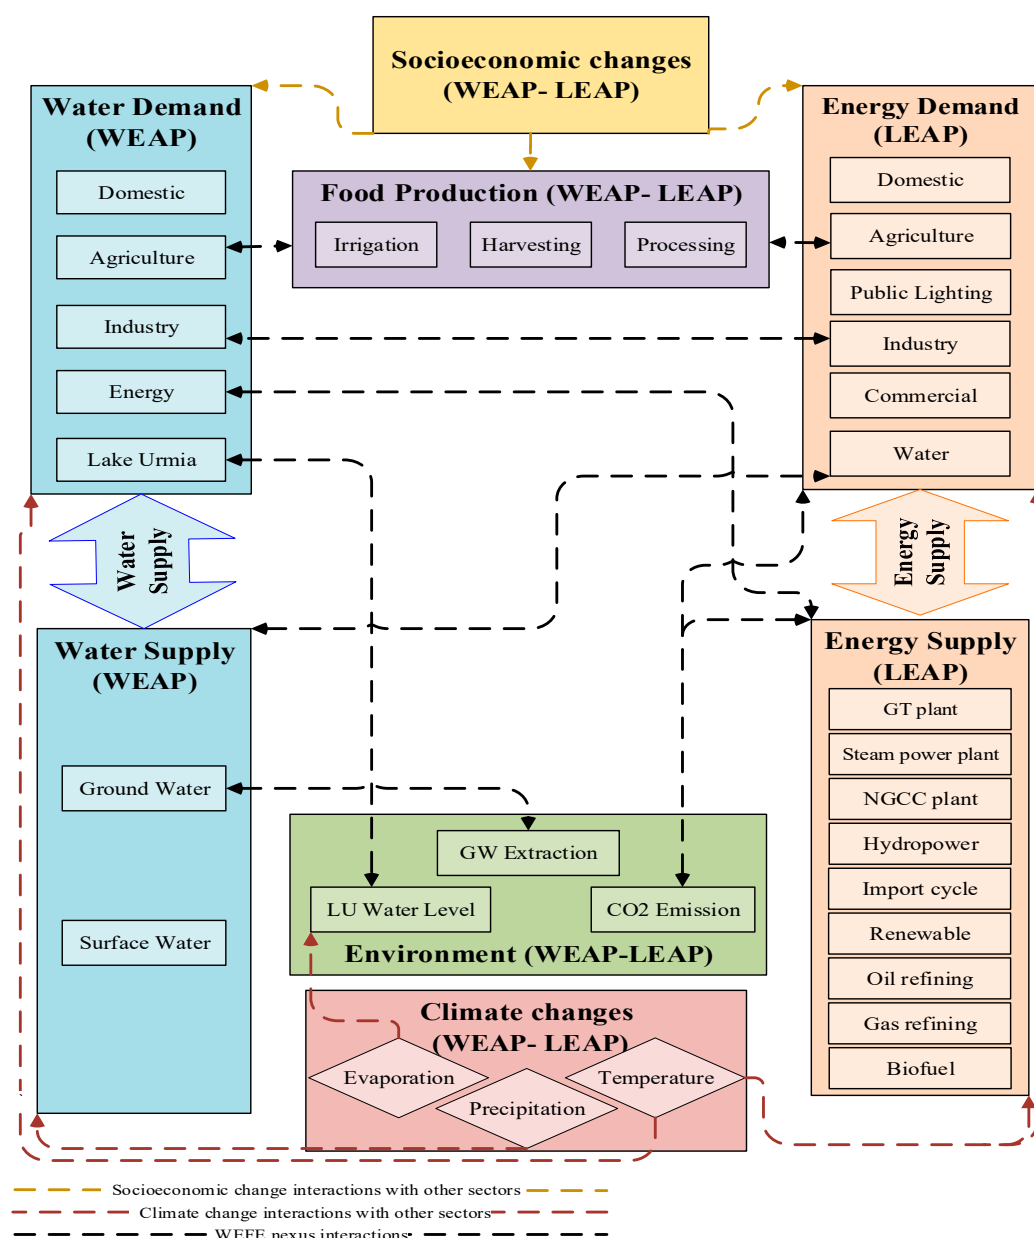 Socioeconomic changes
(WEAP- LEAP)
Water Demand
(WEAP)
Domestic
Agriculture
Industry
Energy
Lake Urmia
Food Production (WEAP- LEAP)
Irrigation
Harvesting
Processing
Energy Demand
(LEAP)
Domestic
Agriculture
Public Lighting
Industry
Commercial
Water
Water
Supply
Energy
Supply
Water Supply
(WEAP)
Ground Water
Surface Water
GW Extraction
LU Water Level
CO2 Emission
Environment (WEAP-LEAP)
Climate changes
(WEAP- LEAP)
Evaporation
Precipitation
Temperature
Energy Supply
(LEAP)
GT plant
Steam power plant
NGCC plant
Hydropower
Import cycle
Renewable
Oil refining
Gas refining
Biofuel
Socioeconomic change interactions with other sectors
Climate change interactions with other sectors
WEFE nexus interactions